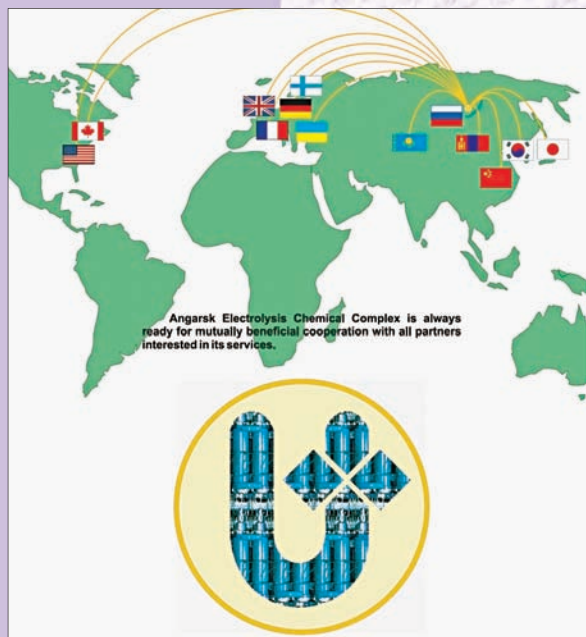 Angarsk Electrolysis Chemical Complex is always
ready for mutually beneficial cooperation with all partners
interested in its services.